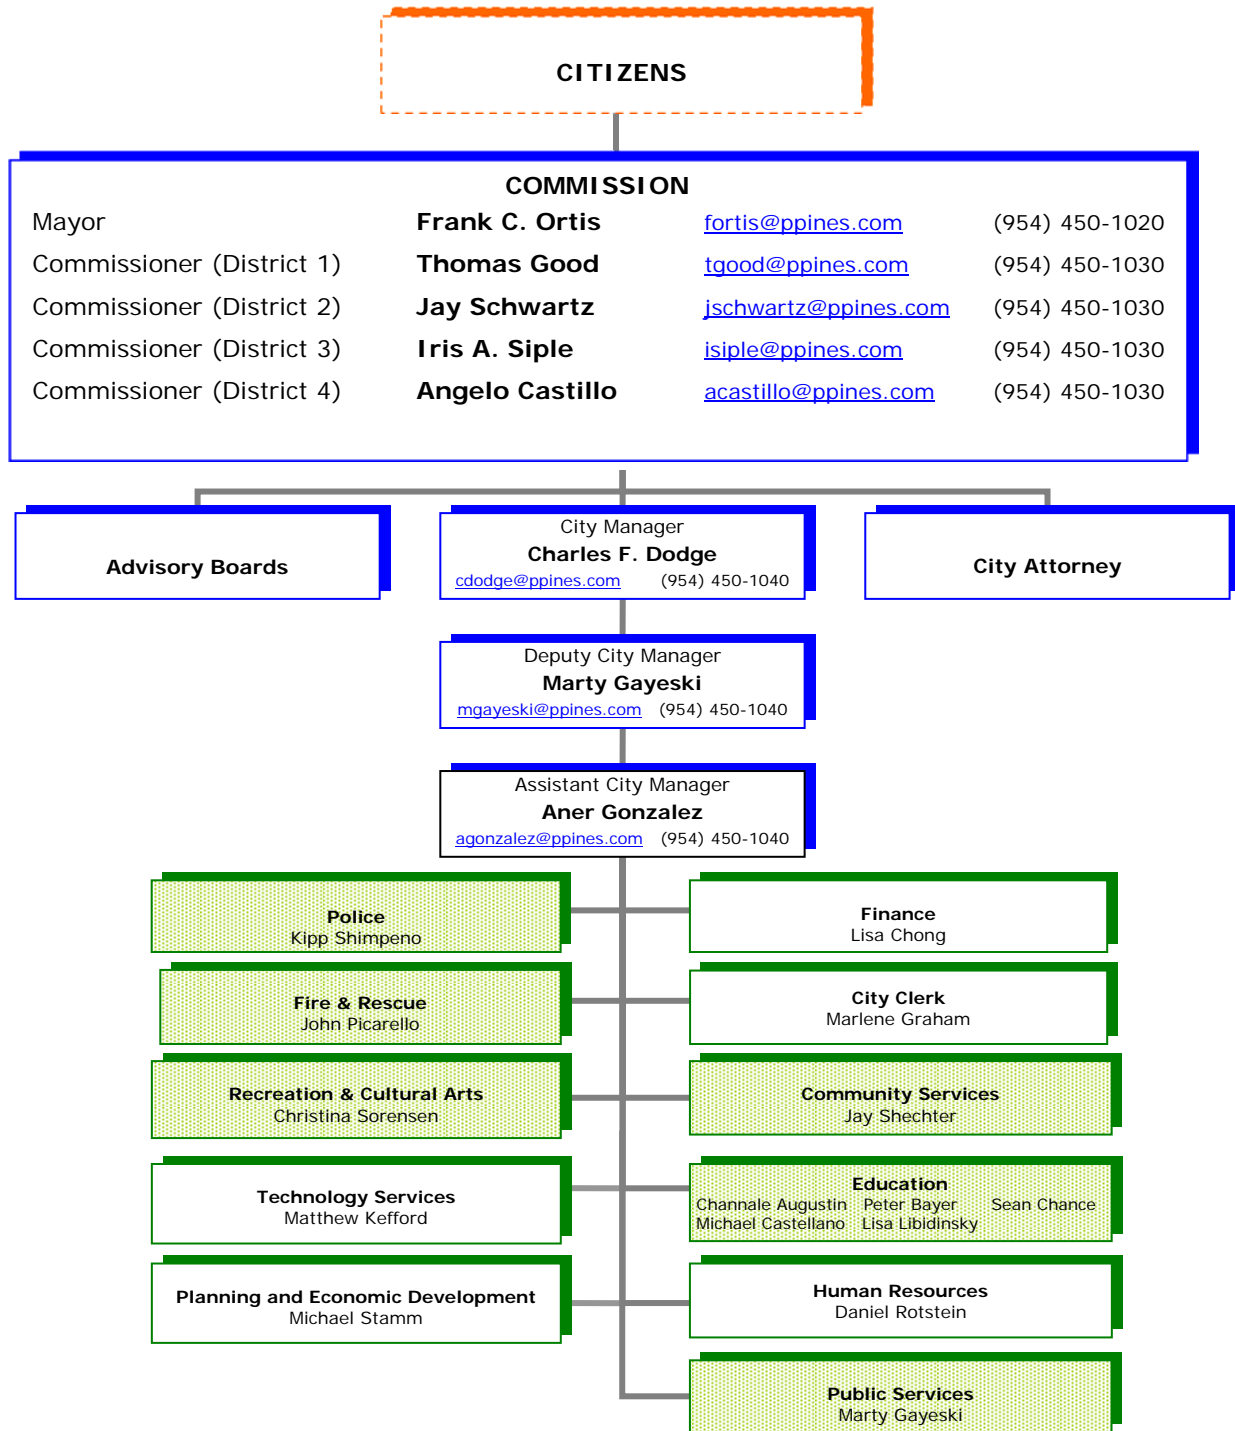 CITIZENS
COMMISSION
Mayor Frank C. Ortis fortis@ppines.com (954) 450-1020
Commissioner (District 1) Thomas Good tgood@ppines.com (954) 450-1030
Commissioner (District 2) Jay Schwartz jschwartz@ppines.com (954) 450-1030
Commissioner (District 3) Iris A. Siple isiple@ppines.com (954) 450-1030
Commissioner (District 4) Angelo Castillo acastillo@ppines.com (954) 450-1030
Advisory Boards
City Manager
Charles F. Dodge
cdodge@ppines.com (954) 450-1040
City Attorney
Deputy City Manager
Marty Gayeski
mgayeski@ppines.com (954) 450-1040
Assistant City Manager
Aner Gonzalez
agonzalez@ppines.com (954) 450-1040
Police
Kipp Shimpeno
Finance
Lisa Chong
Fire & Rescue
John Picarello
City Clerk
Marlene Graham
Recreation & Cultural Arts
Christina Sorensen
Community Services
Jay Shechter
Technology Services
Matthew Kefford
Education
Channale Augustin Peter Bayer Sean Chance
Michael Castellano Lisa Libidinsky
Planning and Economic Development
Michael Stamm
Human Resources
Daniel Rotstein
Public Services
Marty Gayeski